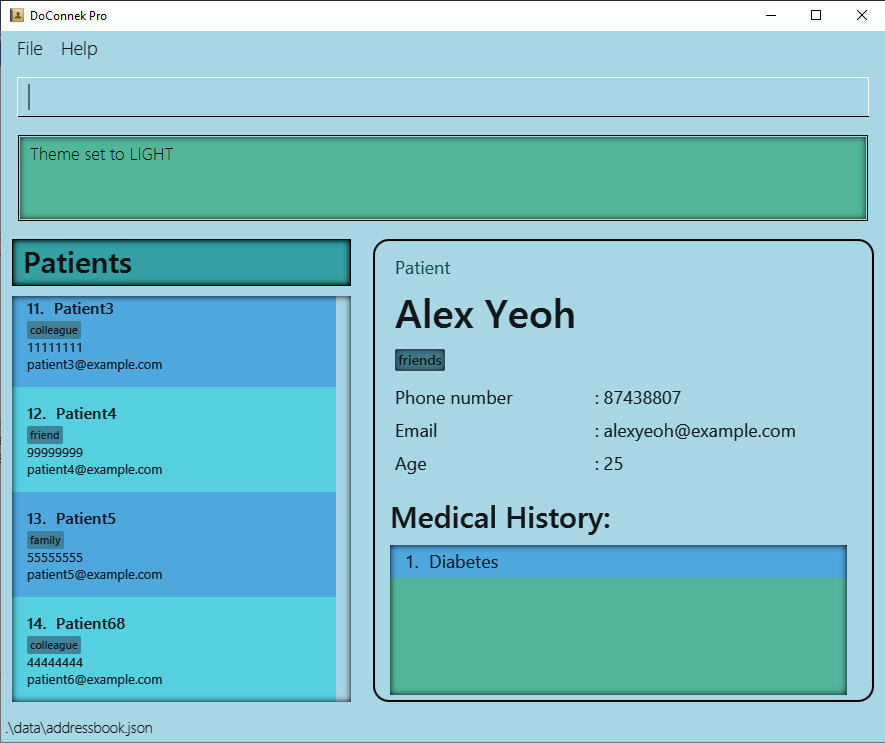 DoConnek Pro
File Help
Theme set to LIGHT
Patients
11. Patient3
colleague
11111111
patient3@example.com
12. Patient4
friend
99999999
patient4@example.com
13. Patient5
family
55555555
patient5@example.com
14. Patient68
colleague
44444444
patient6@example.com
Patient
Alex Yeoh
friends
Phone number : 87438807
Email : alexyeoh@example.com
Age : 25
Medical History:
1. Diabetes
.\data\addressbook.json